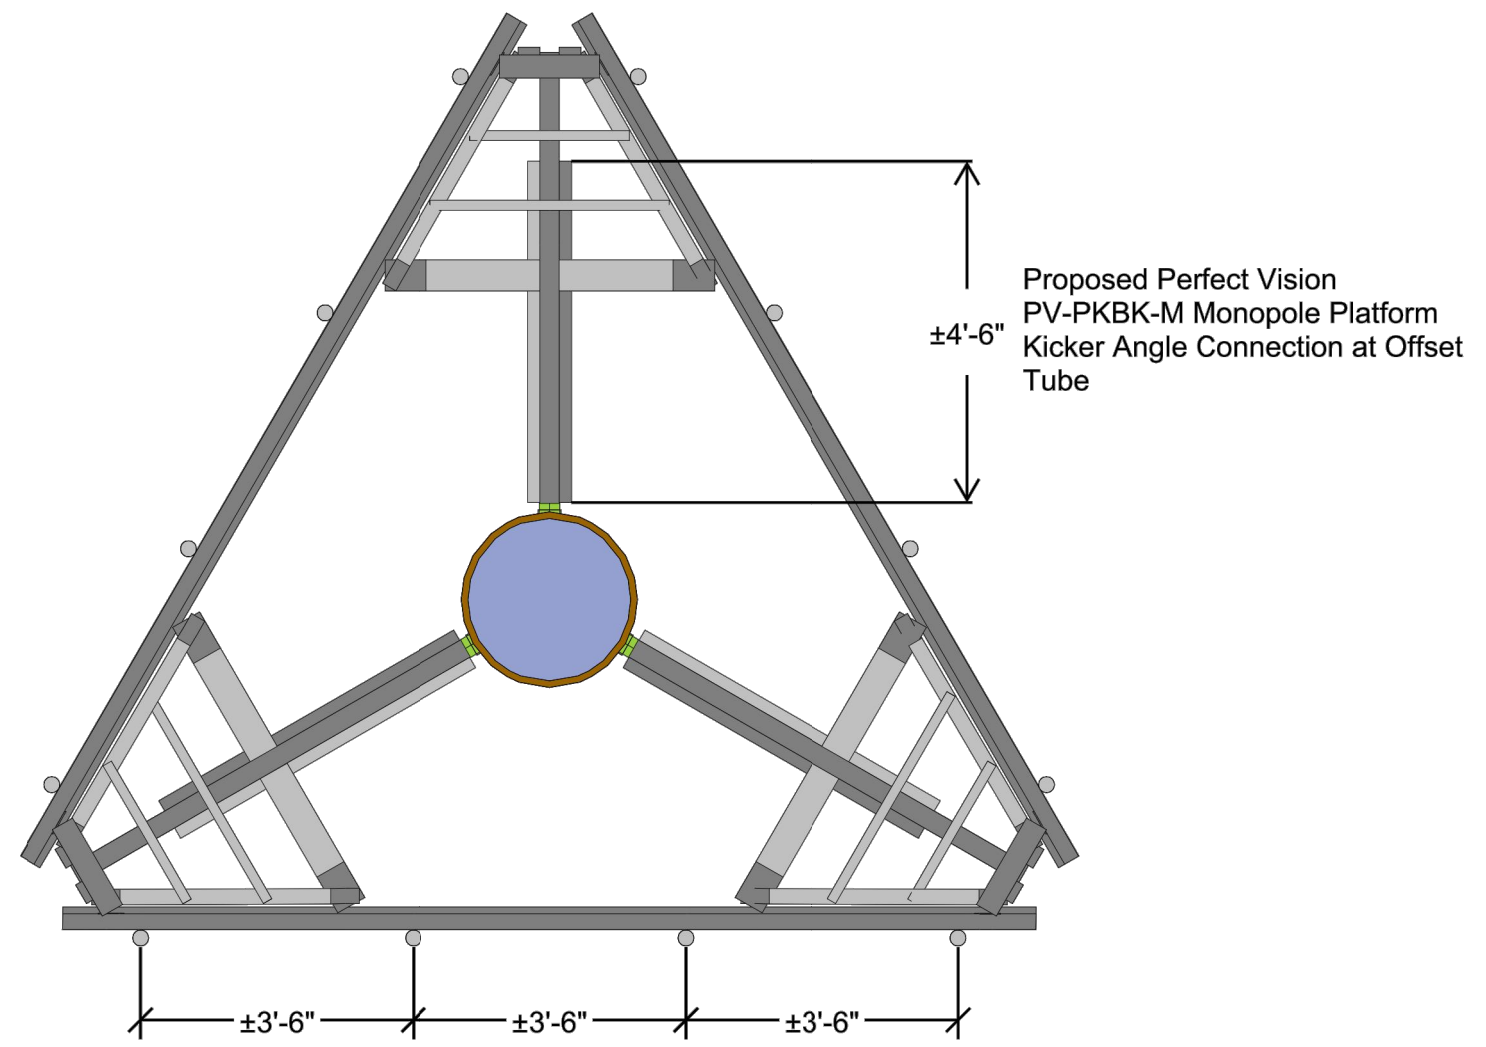 Proposed Perfect Vision
PV-PKBK-M Monopole Platform
±4'-6"
Kicker Angle Connection at Offset
Tube
±3'-6"
±3'-6"
±3'-6"